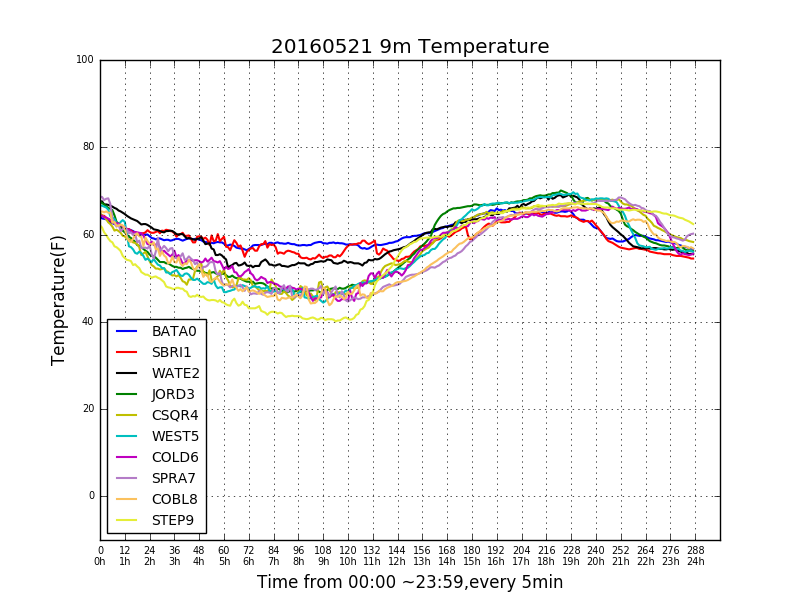 20160521 9m Temperature
100
80
60
40
20
0
Temperature(F)
BATA0
SBRI1
WATE2
JORD3
CSQR4
WEST5
COLD6
SPRA7
COBL8
STEP9
0 12 24 36 48 60 72 84 96 108 120 132 144 156 168 180 192 204 216 228 240 252 264 276 288
0h 1h 2h 3h 4h 5h 6h 7h 8h 9h 10h 11h 12h 13h 14h 15h 16h 17h 18h 19h 20h 21h 22h 23h 24h
Time from 00:00 ~23:59,every 5min